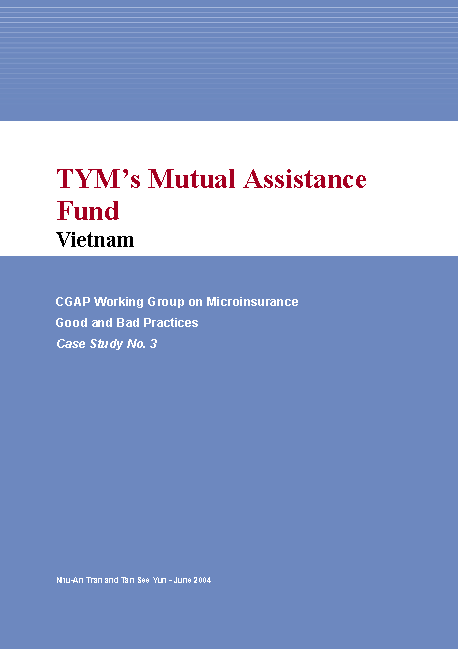 TYM's Mutual Assistance
Fund
Vietnam
CGAP Working Group on Microinsurance
Good and Bad Practices
Case Study No. 3
Nhu-An Tran and Tan See Yun - June 2004